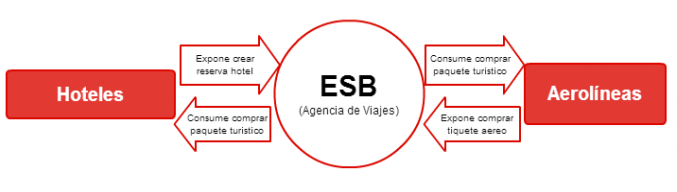 Expone crear
reserva hotel
Consume comprar
paquete turistico
Hoteles
ESB
(Agencia de Viajes)
Aerolíneas
Consume comprar
paquete turistico
Expone comprar
tiquete aereo